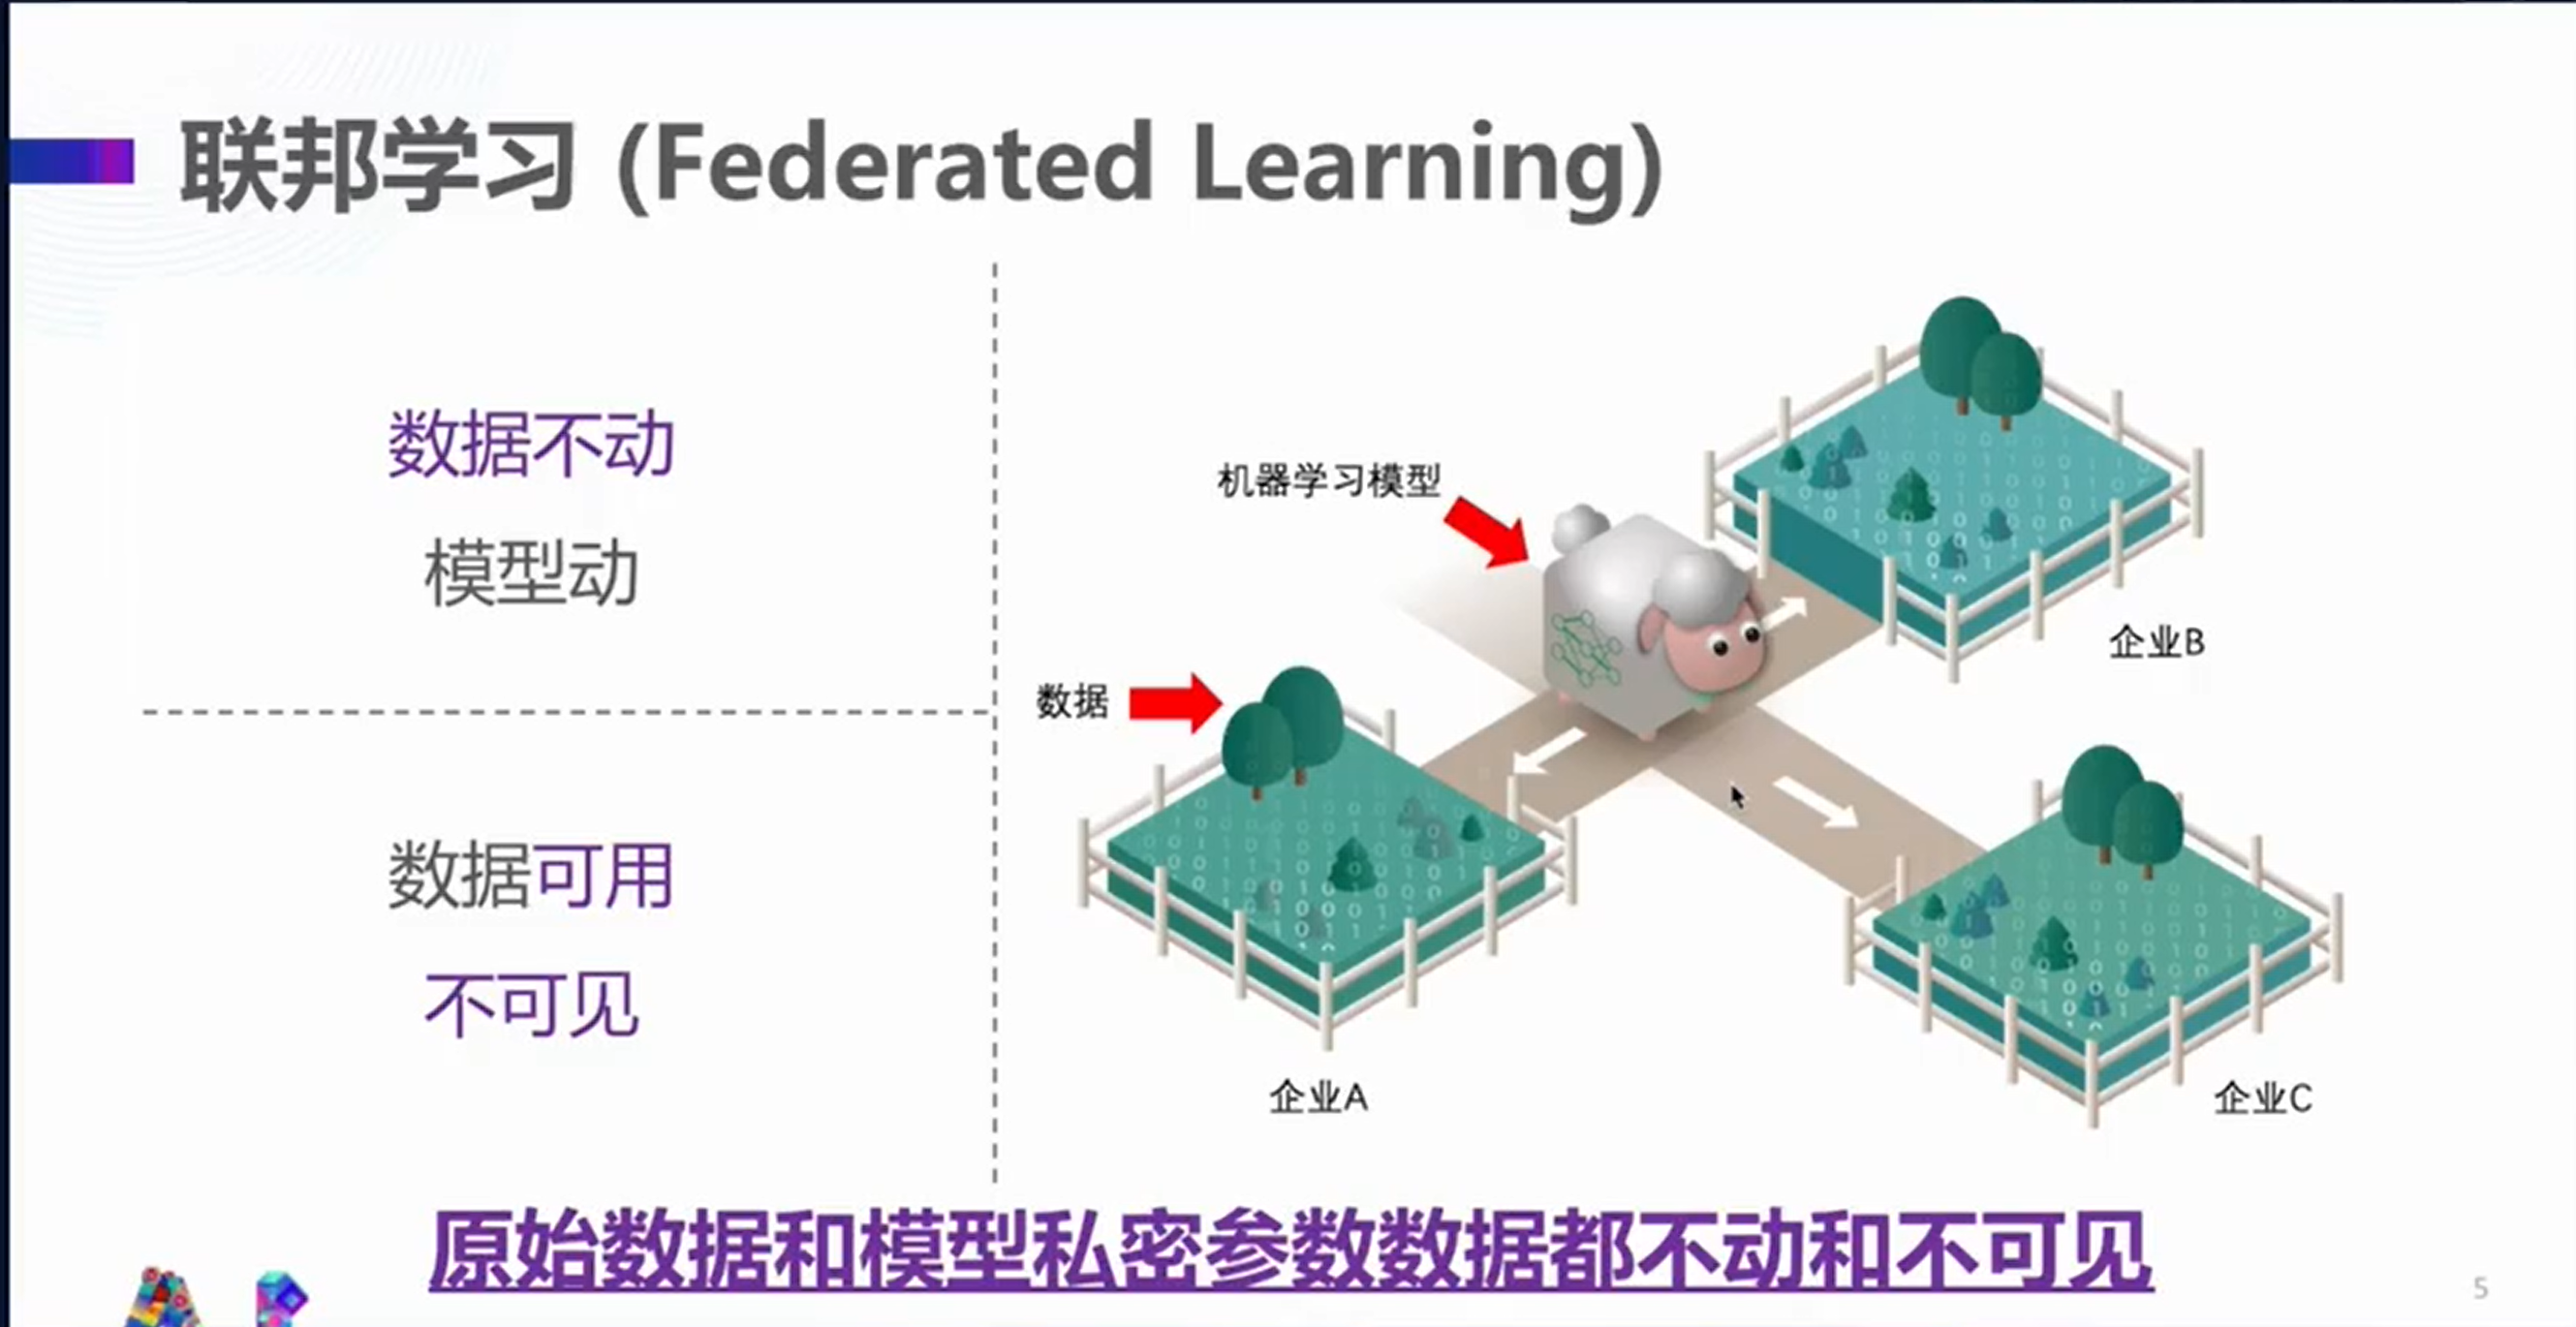 联邦学习 (Federated Learning)
数据不动
模型动
数据可用
不可见
机器学习模型
数据
企业B
企业A
企业C
原始数据和模型私密参数数据都不动和不可见
5